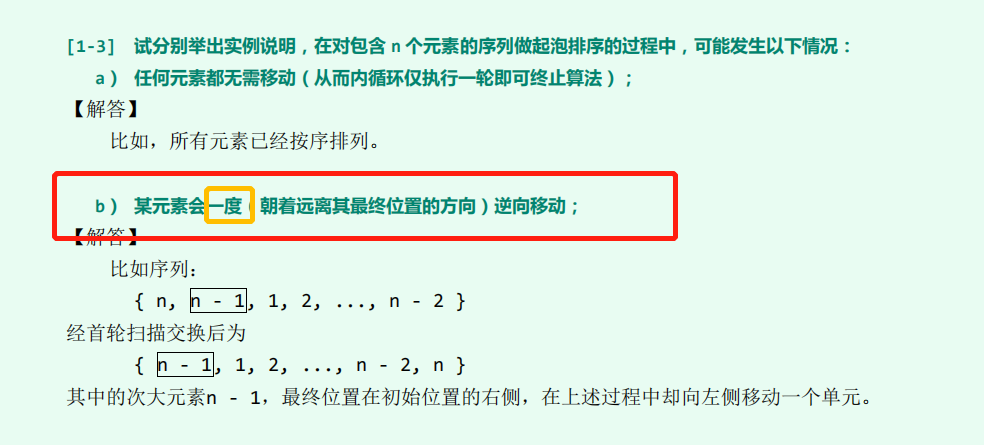 [1-3] 试分别举出实例说明，在对包含n个元素的序列做起泡排序的过程中，可能发生以下情况：
a） 任何元素都无需移动（从而内循环仅执行一轮即可终止算法）；
【解答】
比如，所有元素已经按序排列。
b） 某元素会一度（朝着远离其最终位置的方向）逆向移动；
【解答】
比如序列：
{ n, n - 1, 1, 2, ..., n - 2 }
经首轮扫描交换后为
{ n - 1, 1, 2, ..., n - 2, n }
其中的次大元素n - 1，最终位置在初始位置的右侧，在上述过程中却向左侧移动一个单元。